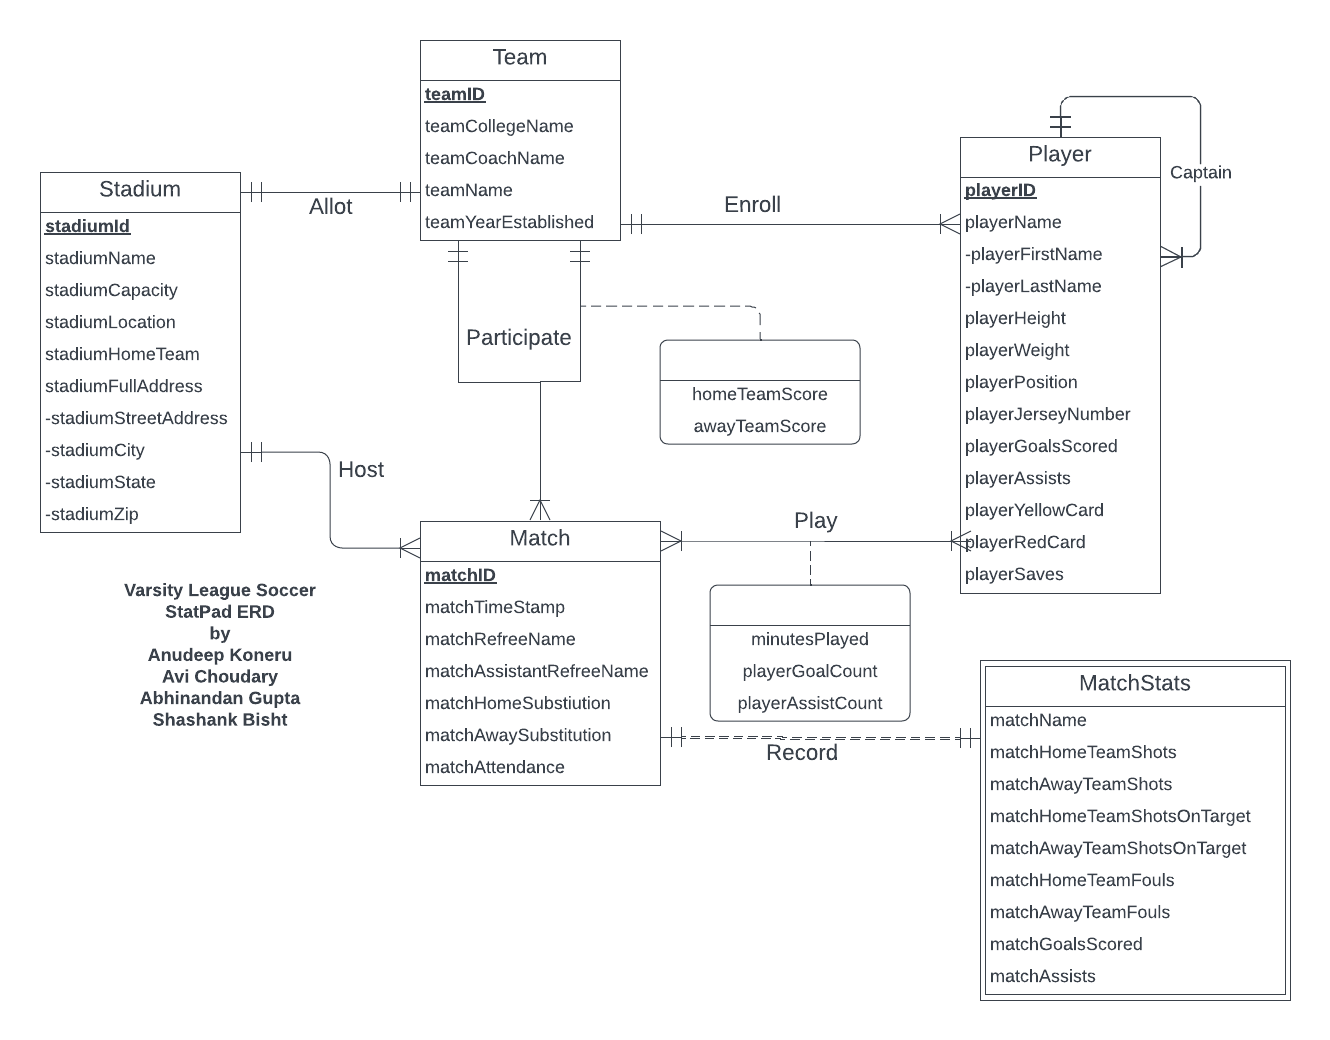 Team
teamID
teamCollegeName
teamCoachName
teamName
teamYearEstablished
Stadium
stadiumId
stadiumName
stadiumCapacity
stadiumLocation
stadiumHomeTeam
stadiumFullAddress
-stadiumStreetAddress
-stadiumCity
-stadiumState
-stadiumZip
Allot
Enroll
Player
playerID
playerName
-playerFirstName
-playerLastName
playerHeight
playerWeight
playerPosition
playerJerseyNumber
playerGoalsScored
playerAssists
playerYellowCard
playerRedCard
playerSaves
Captain
Participate
homeTeamScore
awayTeamScore
Host
Match
matchID
matchTimeStamp
matchRefreeName
matchAssistantRefreeName
matchHomeSubstiution
matchAwaySubstitution
matchAttendance
Play
minutesPlayed
playerGoalCount
playerAssistCount
Record
MatchStats
matchName
matchHomeTeamShots
matchAwayTeamShots
matchHomeTeamShotsOnTarget
matchAwayTeamShotsOnTarget
matchHomeTeamFouls
matchAwayTeamFouls
matchGoalsScored
matchAssists
Varsity League Soccer
StatPad ERD
by
Anudeep Koneru
Avi Choudary
Abhinandan Gupta
Shashank Bisht